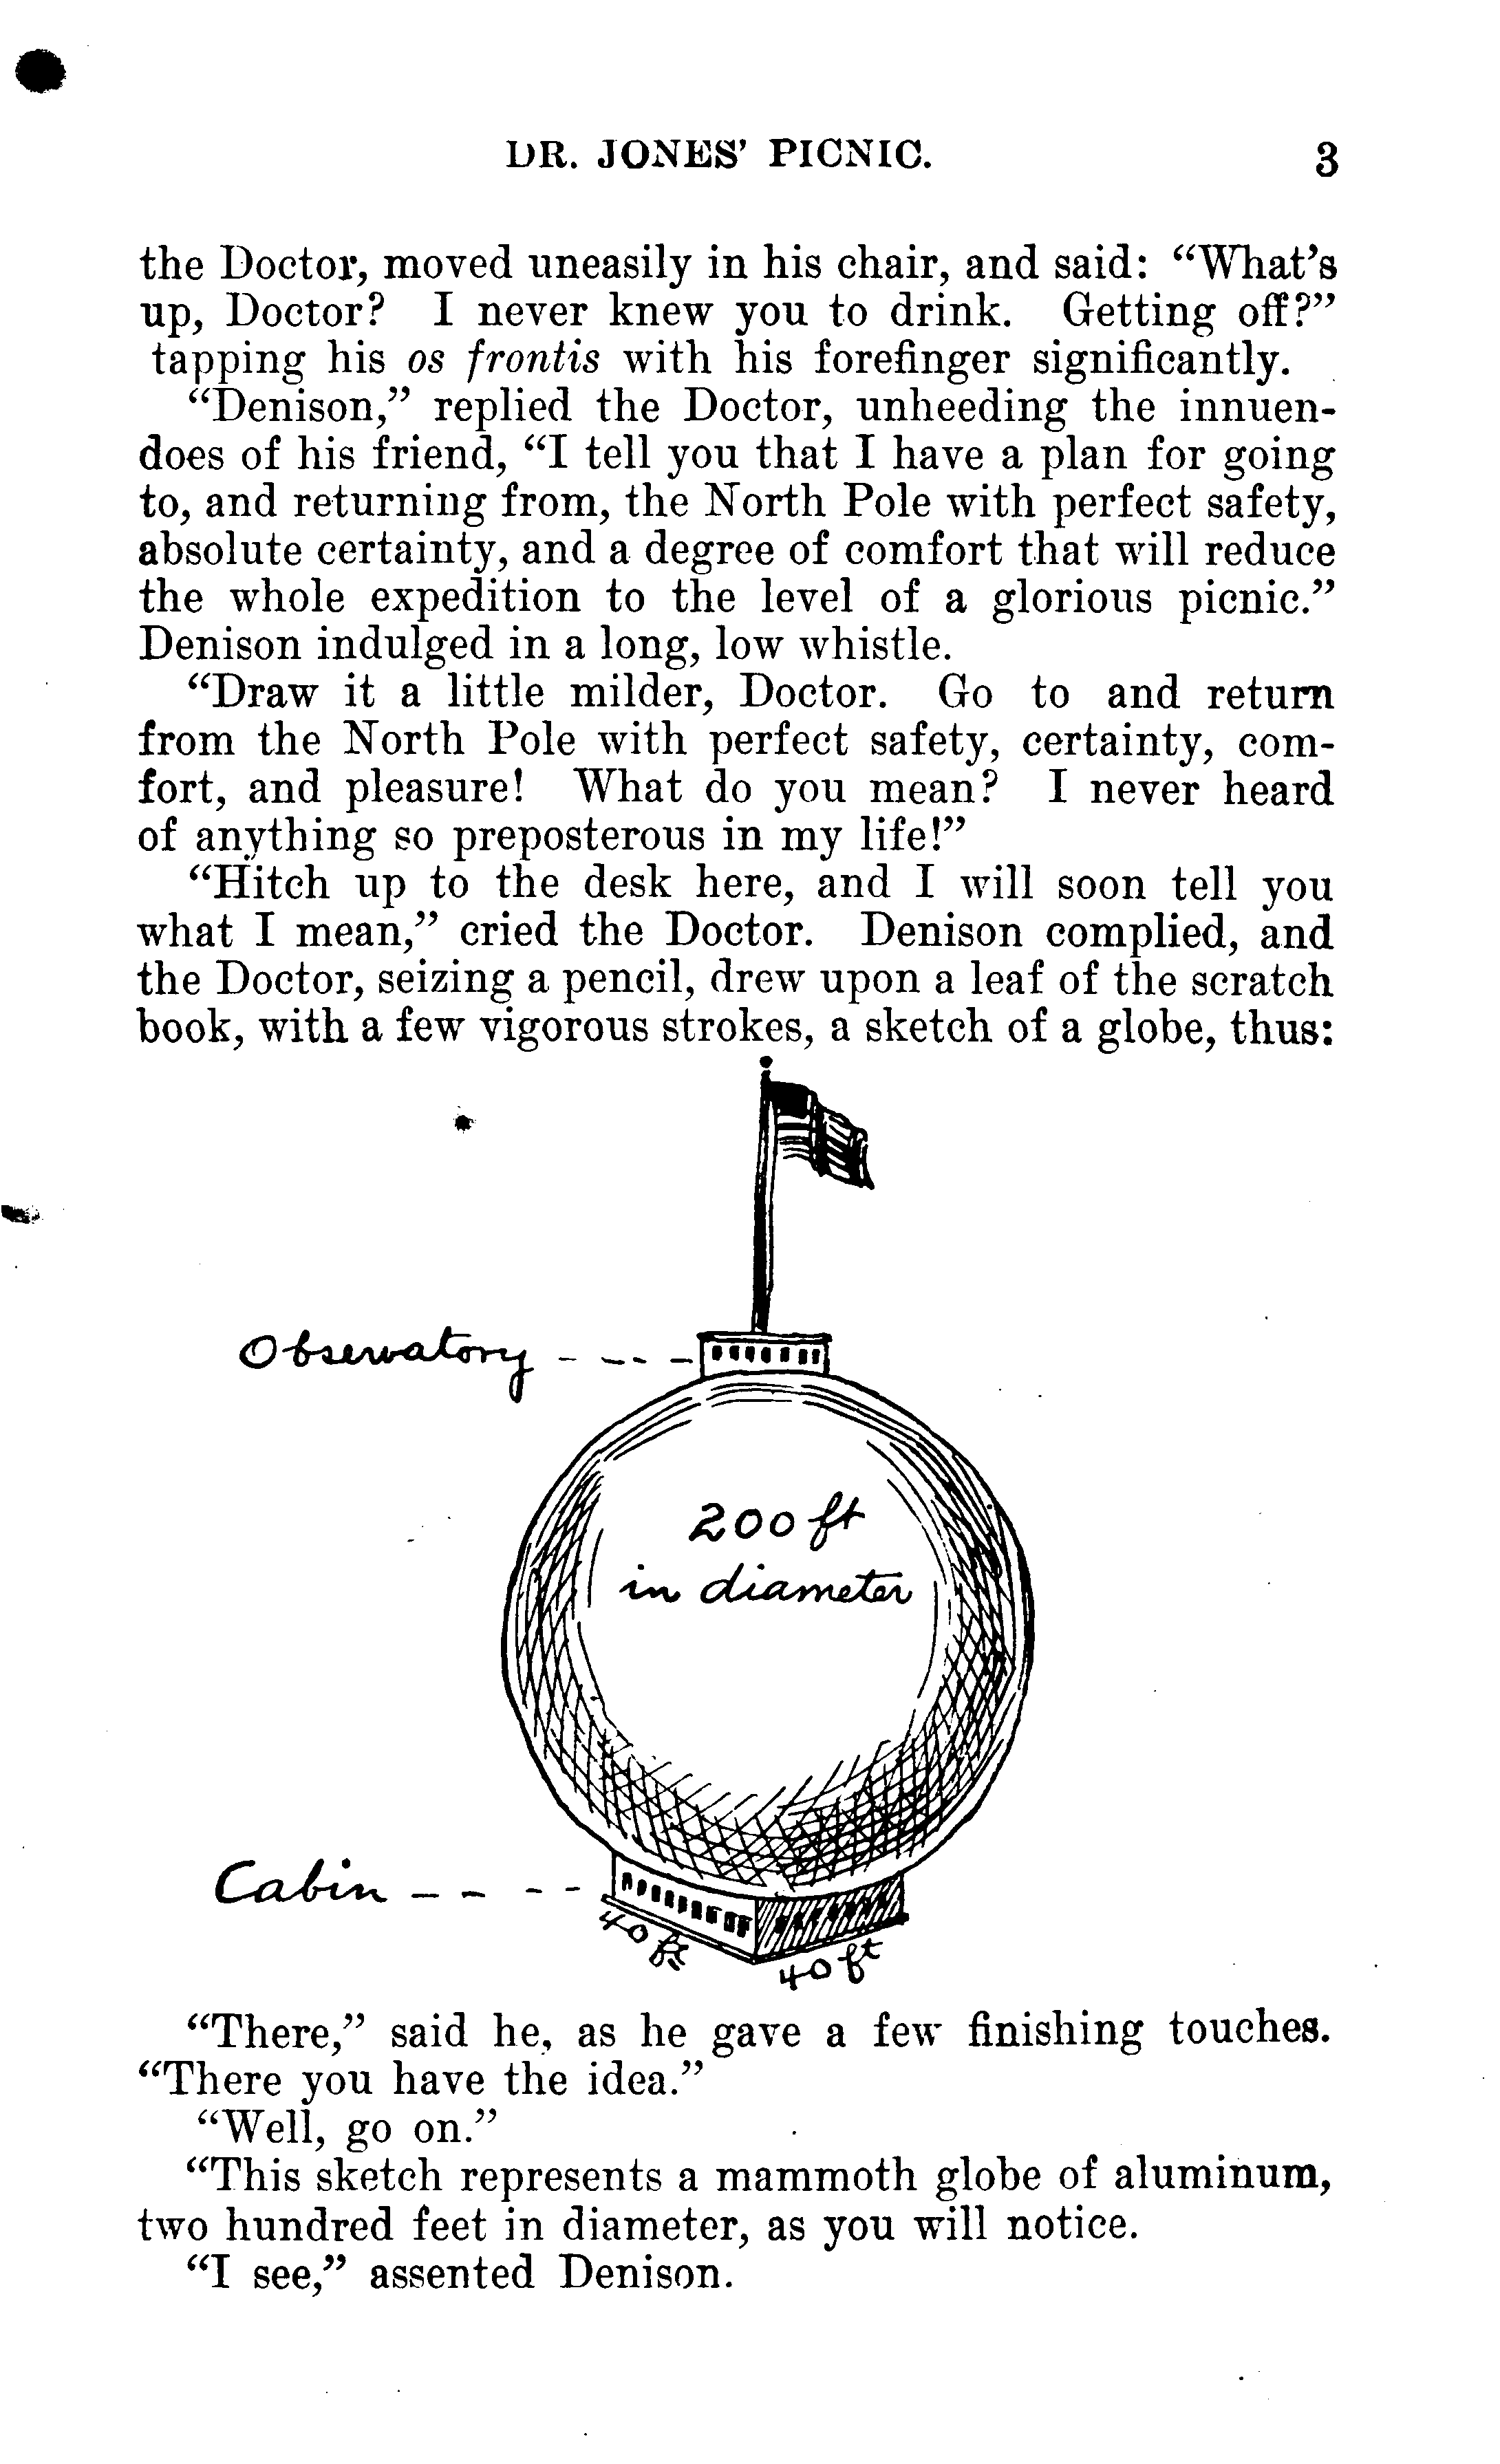 DR. JONES' PICNIC. 3
the Doctor, moved uneasily in his chair, and said: “What's
up, Doctor? I never knew you to drink. Getting off?”
tapping his os frontis with his forefinger significantly.
“Denison,” replied the Doctor, unheeding the innuen-
does of his friend, “I tell you that I have a plan for going
to, and returning from, the North Pole with perfect safety,
absolute certainty, and a degree of comfort that will reduce
the whole expedition to the level of a glorious picnic.”
Denison indulged in a long, low whistle.
“Draw it a little milder, Doctor. Go to and return
from the North Pole with perfect safety, certainty, com-
fort, and pleasure! What do you mean? I never heard
of anything so preposterous in my life!”
“Hitch up to the desk here, and I will soon tell you
what I mean,” cried the Doctor. Denison complied, and
the Doctor, seizing a pencil, drew upon a leaf of the scratch
book, with a few vigorous strokes, a sketch of a globe, thus:
Observatory
200 ft
in diameter
Cabin
40 ft
40 ft
“There,” said he, as he gave a few finishing touches.
“There you have the idea.”
“Well, go on.”
“This sketch represents a mammoth globe of aluminum,
two hundred feet in diameter, as you will notice.
“I see,” assented Denison.